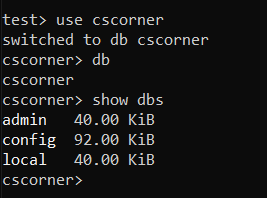 test> use cscorner
switched to db cscorner
cscorner> db
cscorner
cscorner> show dbs
admin   40.00 KiB
config  92.00 KiB
local   40.00 KiB
cscorner>